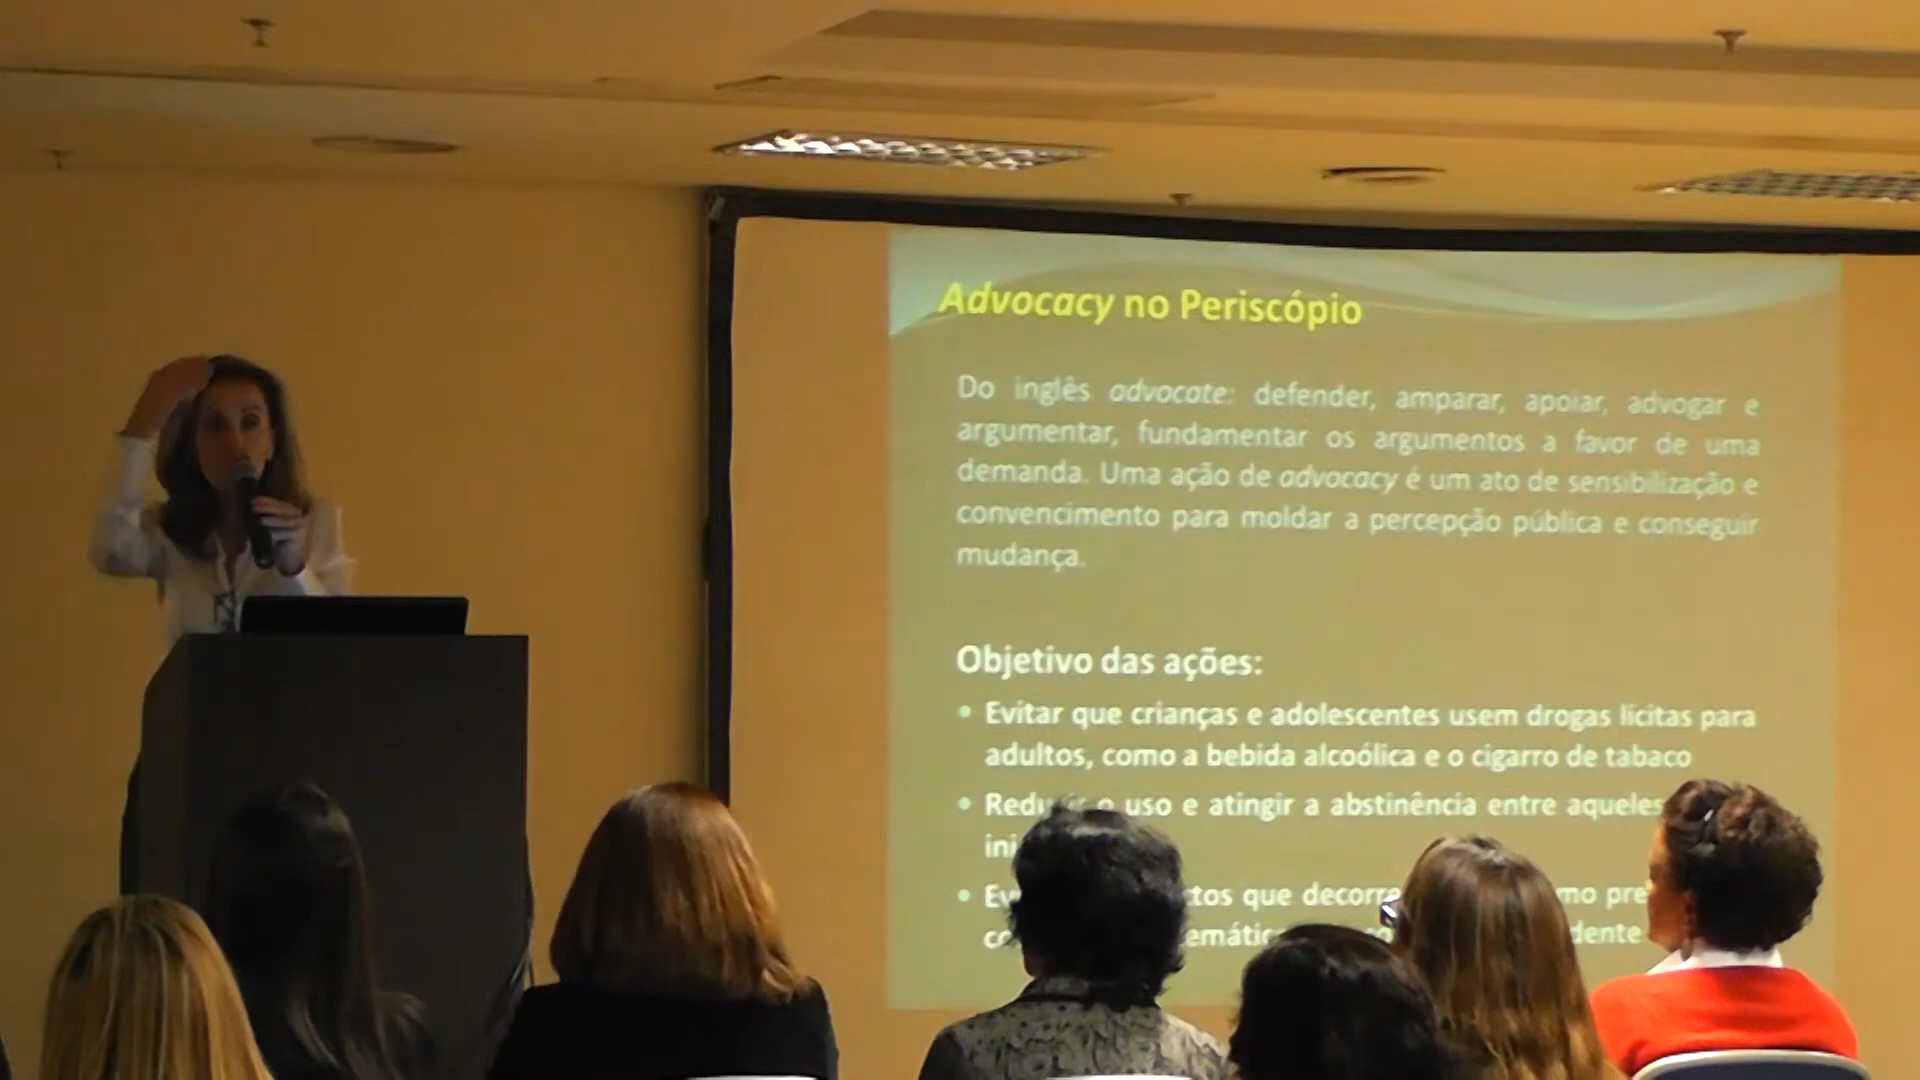 Advocacy no Periscópio
Do inglês advocate: defender, amparar, apoiar, advogar e
argumentar, fundamentar os argumentos a favor de uma
demanda. Uma ação de advocacy é um ato de sensibilização e
convencimento para moldar a percepção pública e conseguir
mudança.
Objetivo das ações:
• Evitar que crianças e adolescentes usem drogas lícitas para
adultos, como a bebida alcoólica e o cigarro de tabaco
• o uso e atingir a abstinência entre aqueles
• que